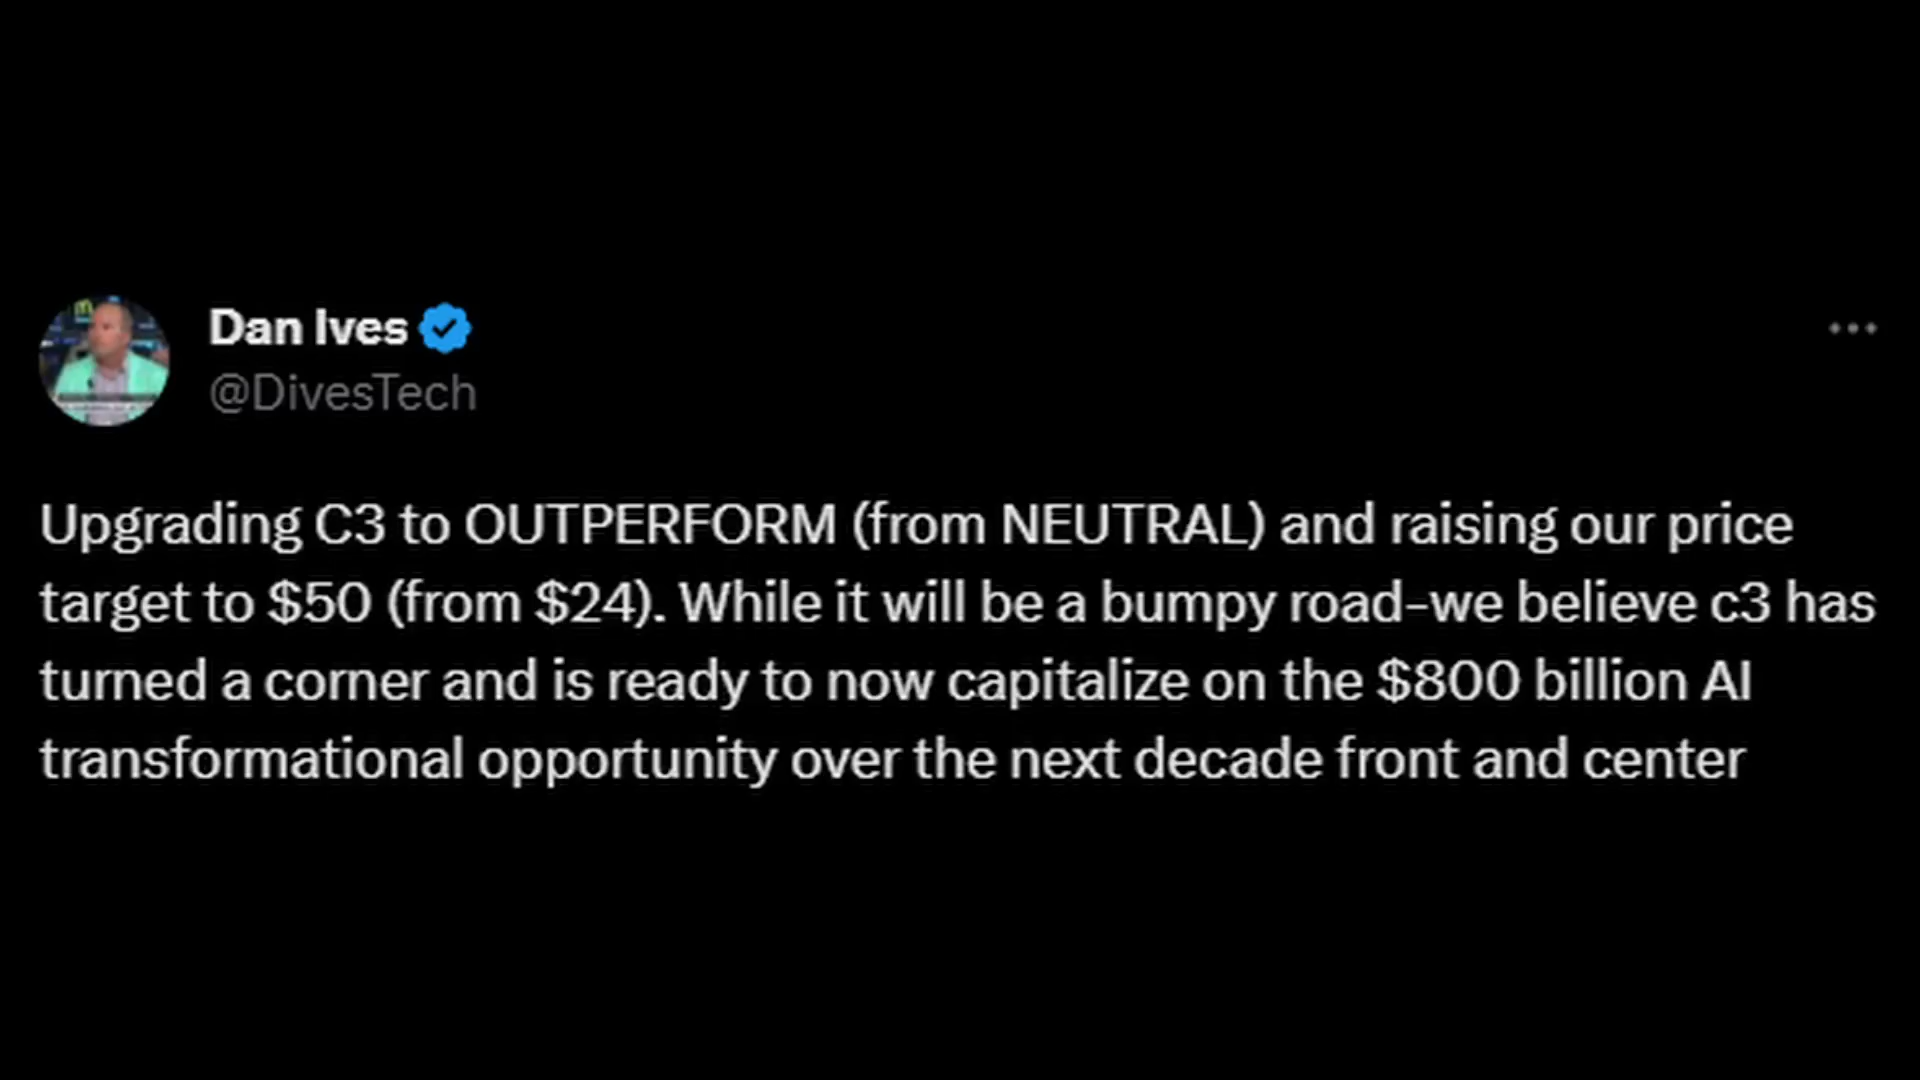 Dan Ives
@DivesTech
Upgrading C3 to OUTPERFORM (from NEUTRAL) and raising our price
target to $50 (from $24). While it will be a bumpy road-we believe c3 has
turned a corner and is ready to now capitalize on the $800 billion AI
transformational opportunity over the next decade front and center